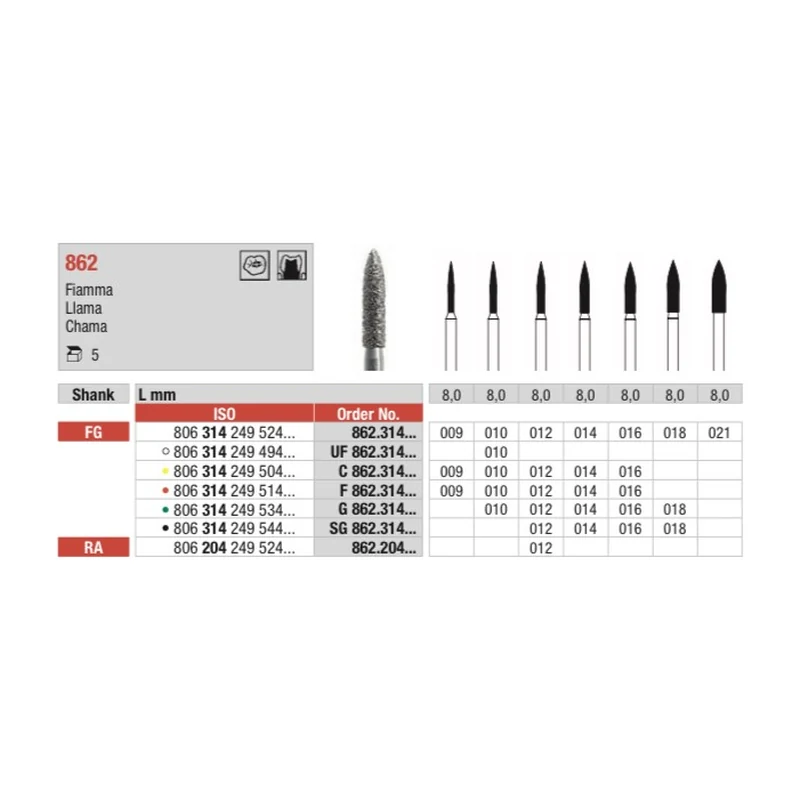 862
Fiamma
Llama
Chama
5
Shank L mm 8,0 8,0 8,0 8,0 8,0 8,0 8,0
ISO Order No.
FG 806 314 249 524... 862.314... 009 010 012 014 016 018 021
806 314 249 494... UF 862.314... 010
806 314 249 504... C 862.314... 009 010 012 014 016
806 314 249 514... F 862.314... 009 010 012 014 016
806 314 249 534... G 862.314... 010 012 014 016 018
806 314 249 544... SG 862.314... 012 014 016 018
RA 806 204 249 524... 862.204... 012